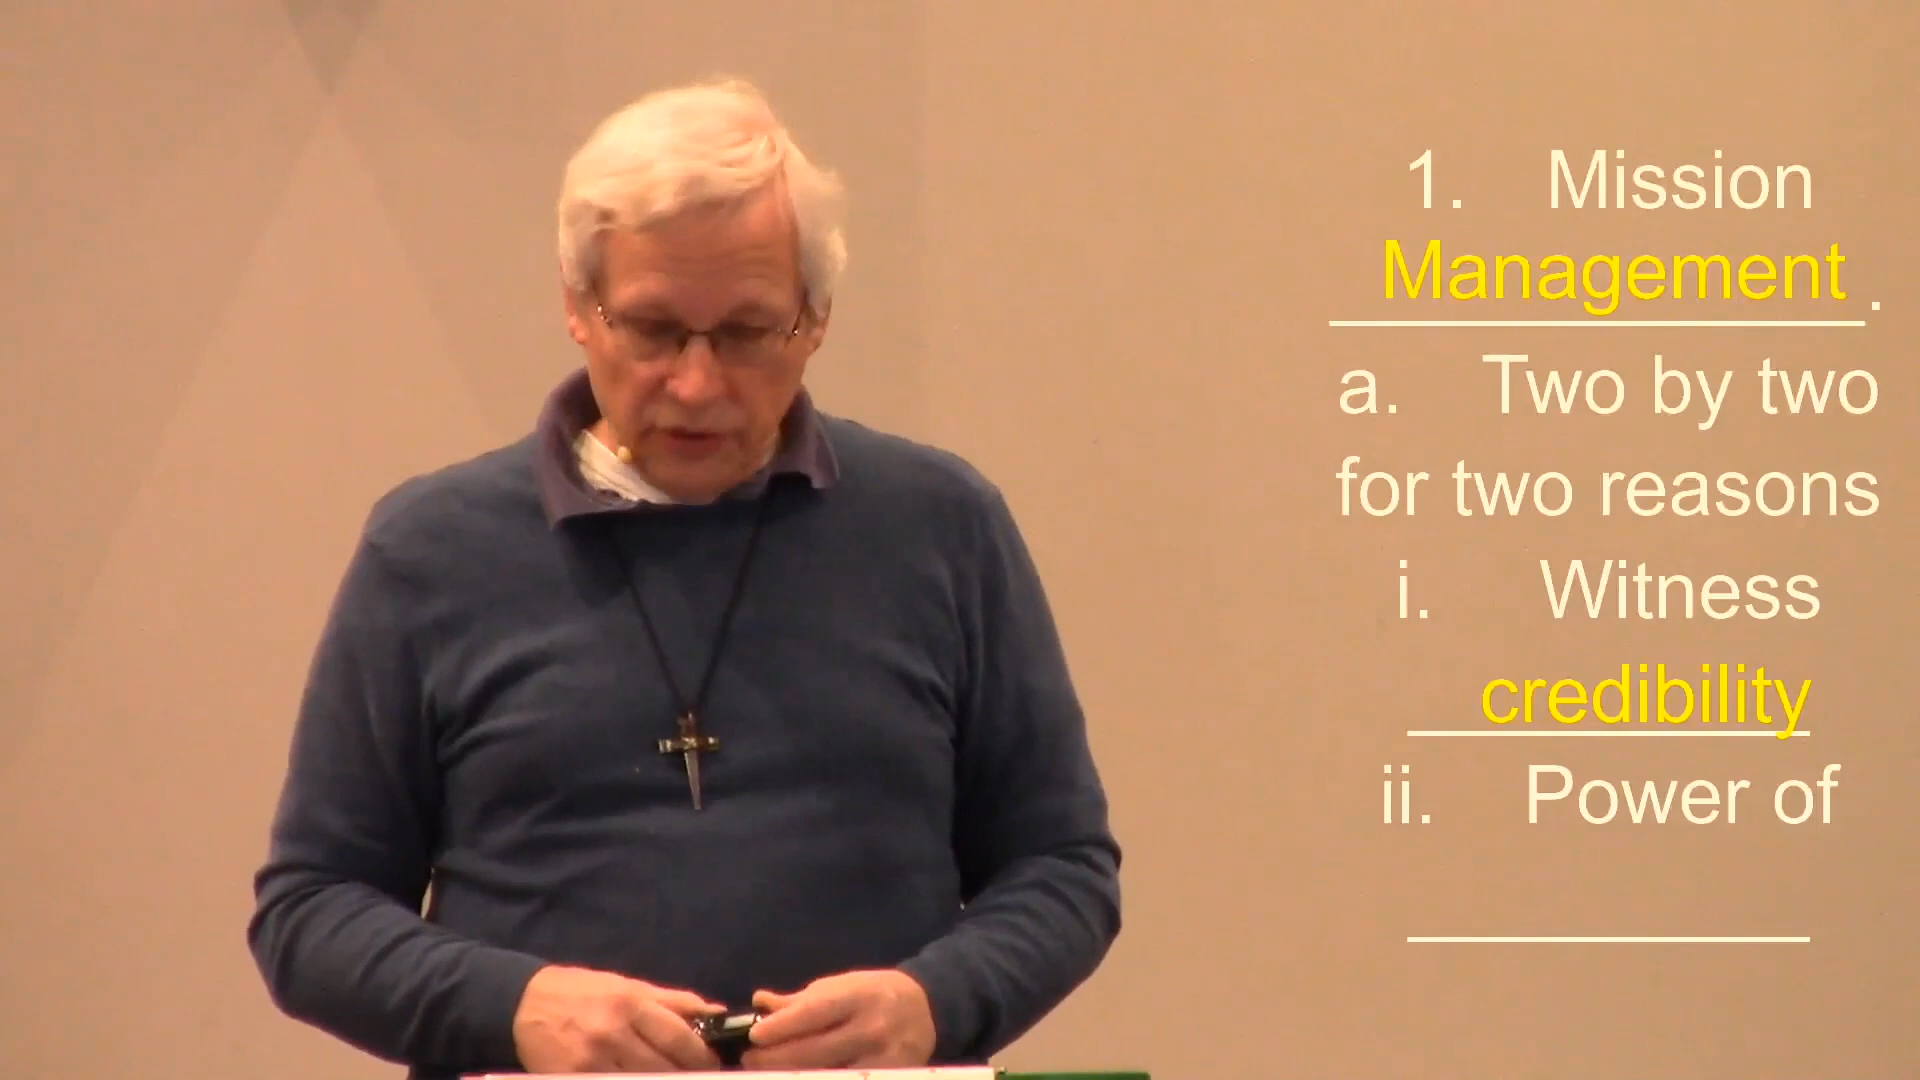 1. Mission
Management.
a. Two by two
for two reasons
i. Witness
credibility
ii. Power of